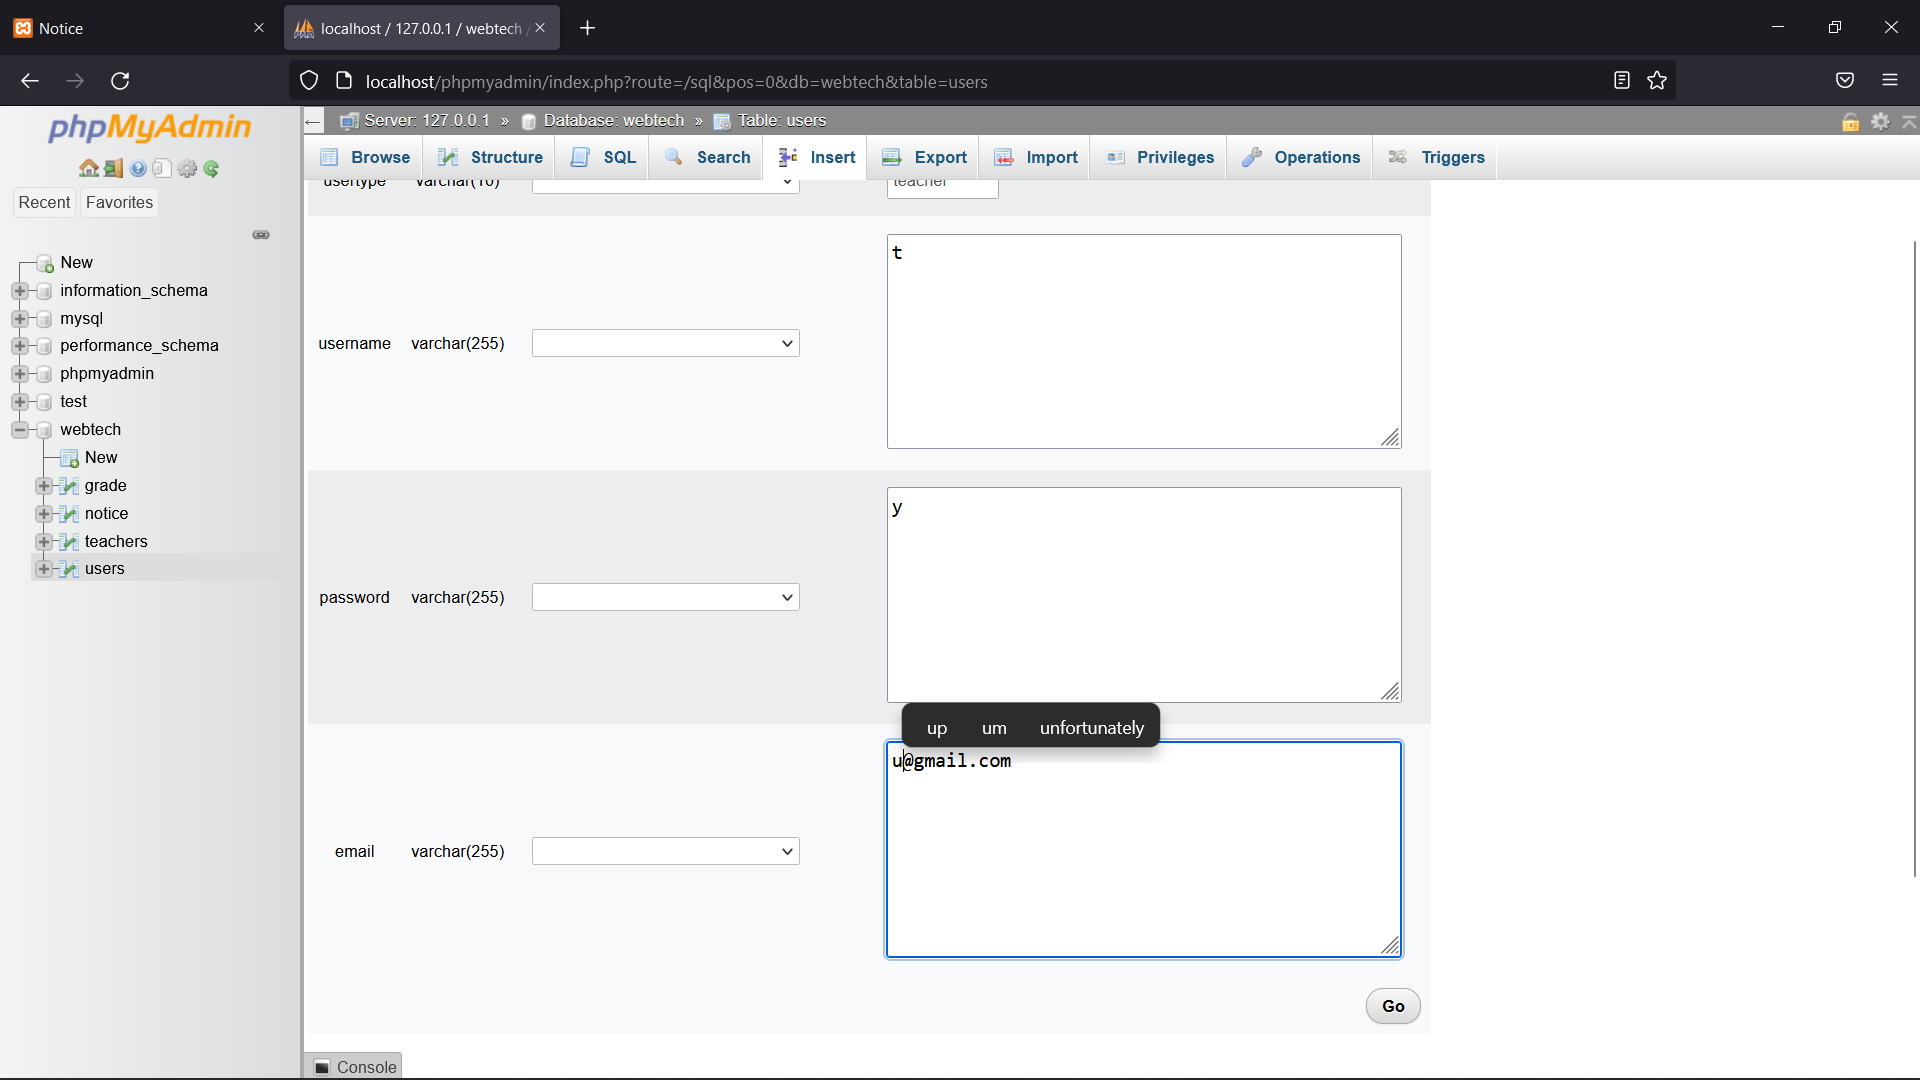 Notice
localhost / 127.0.0.1 / webtech /
localhost/phpmyadmin/index.php?route=/sql&pos=0&db=webtech&table=users
phpMyAdmin
Server: 127.0.0.1 » Database: webtech » Table: users
Browse Structure SQL Search Insert Export Import Privileges Operations Triggers
Recent Favorites
New
information_schema
mysql
performance_schema
phpmyadmin
test
webtech
New
grade
notice
teachers
users
usertype varchar(10) teacher
username varchar(255) t
password varchar(255) y
up um unfortunately
email varchar(255) u@gmail.com
Go
Console